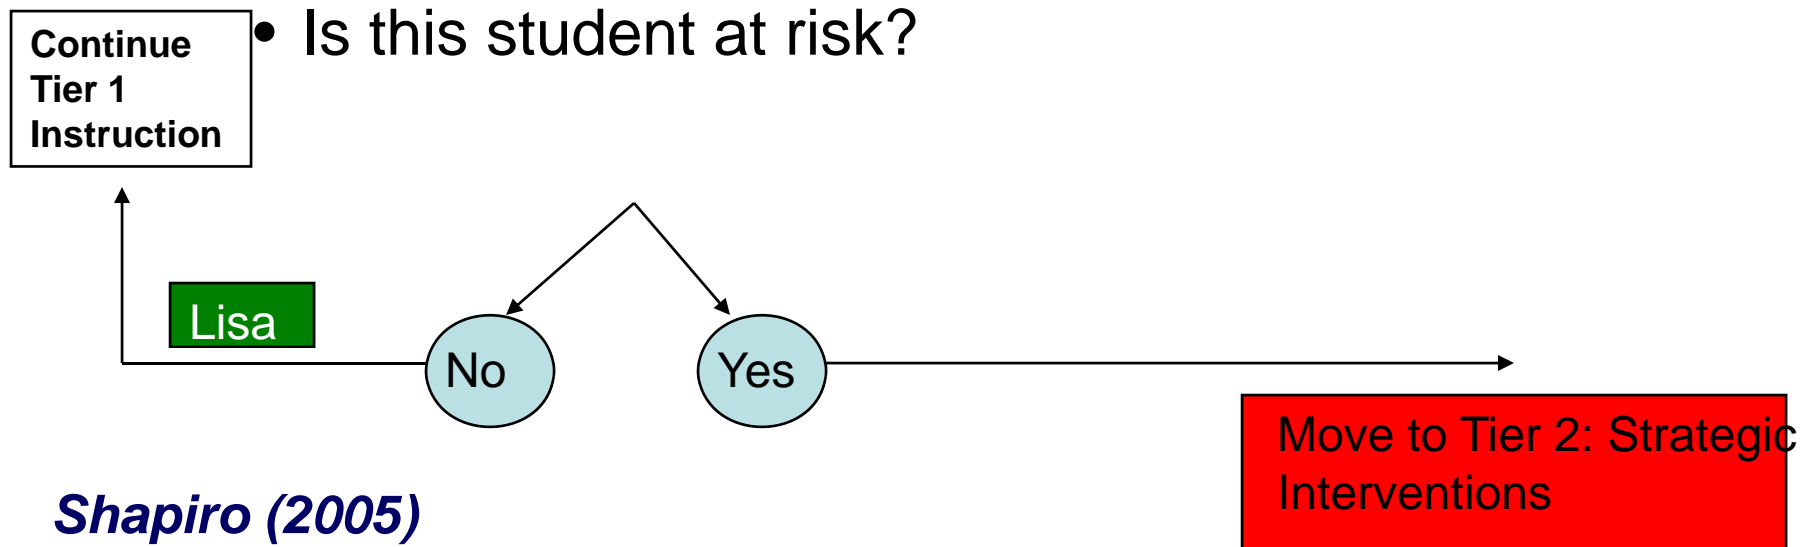 • Is this student at risk?
Continue
Tier 1
Instruction
Lisa
No
Yes
Move to Tier 2: Strategic
Interventions
Shapiro (2005)